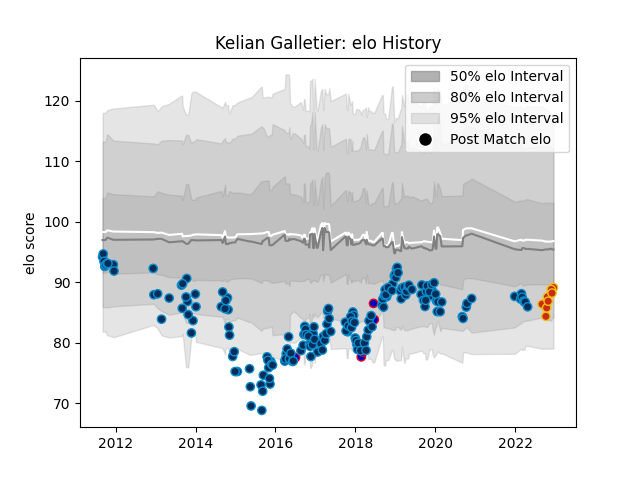 Kelian Galletier: elo History
50% elo Interval
80% elo Interval
95% elo Interval
Post Match elo
elo score
120
110
100
90
80
70
2012
2014
2016
2018
2020
2022